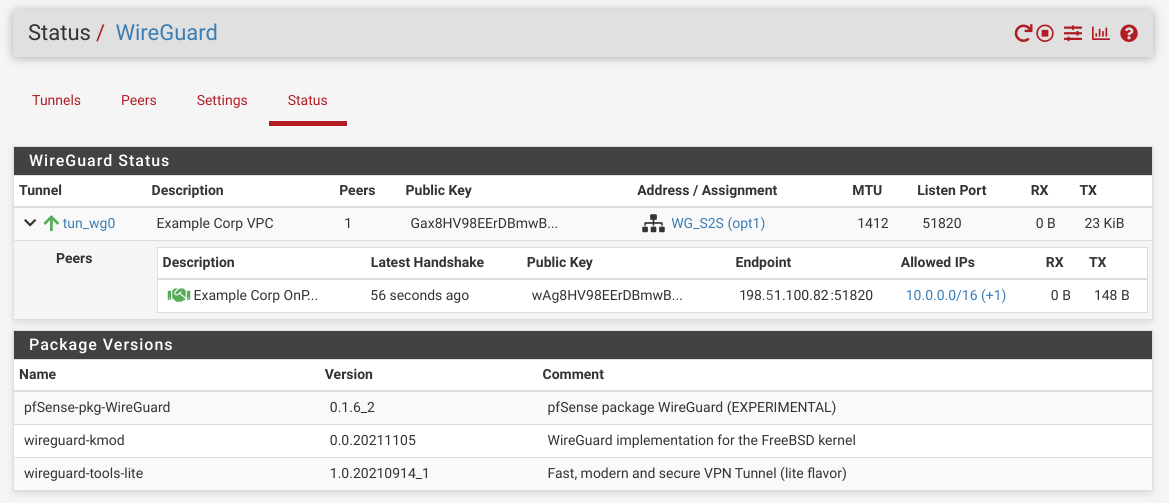 Status / WireGuard
Tunnels Peers Settings Status
WireGuard Status
Tunnel Description Peers Public Key Address / Assignment MTU Listen Port RX TX
tun_wg0 Example Corp VPC 1 Gax8HV98EErDBmwB... WG_S2S (opt1) 1412 51820 0 B 23 KiB
Peers Description Latest Handshake Public Key Endpoint Allowed IPs RX TX
Example Corp OnP... 56 seconds ago wAg8HV98EErDBmwB... 198.51.100.82:51820 10.0.0.0/16 (+1) 0 B 148 B
Package Versions
Name Version Comment
pfSense-pkg-WireGuard 0.1.6_2 pfSense package WireGuard (EXPERIMENTAL)
wireguard-kmod 0.0.20211105 WireGuard implementation for the FreeBSD kernel
wireguard-tools-lite 1.0.20210914_1 Fast, modern and secure VPN Tunnel (lite flavor)